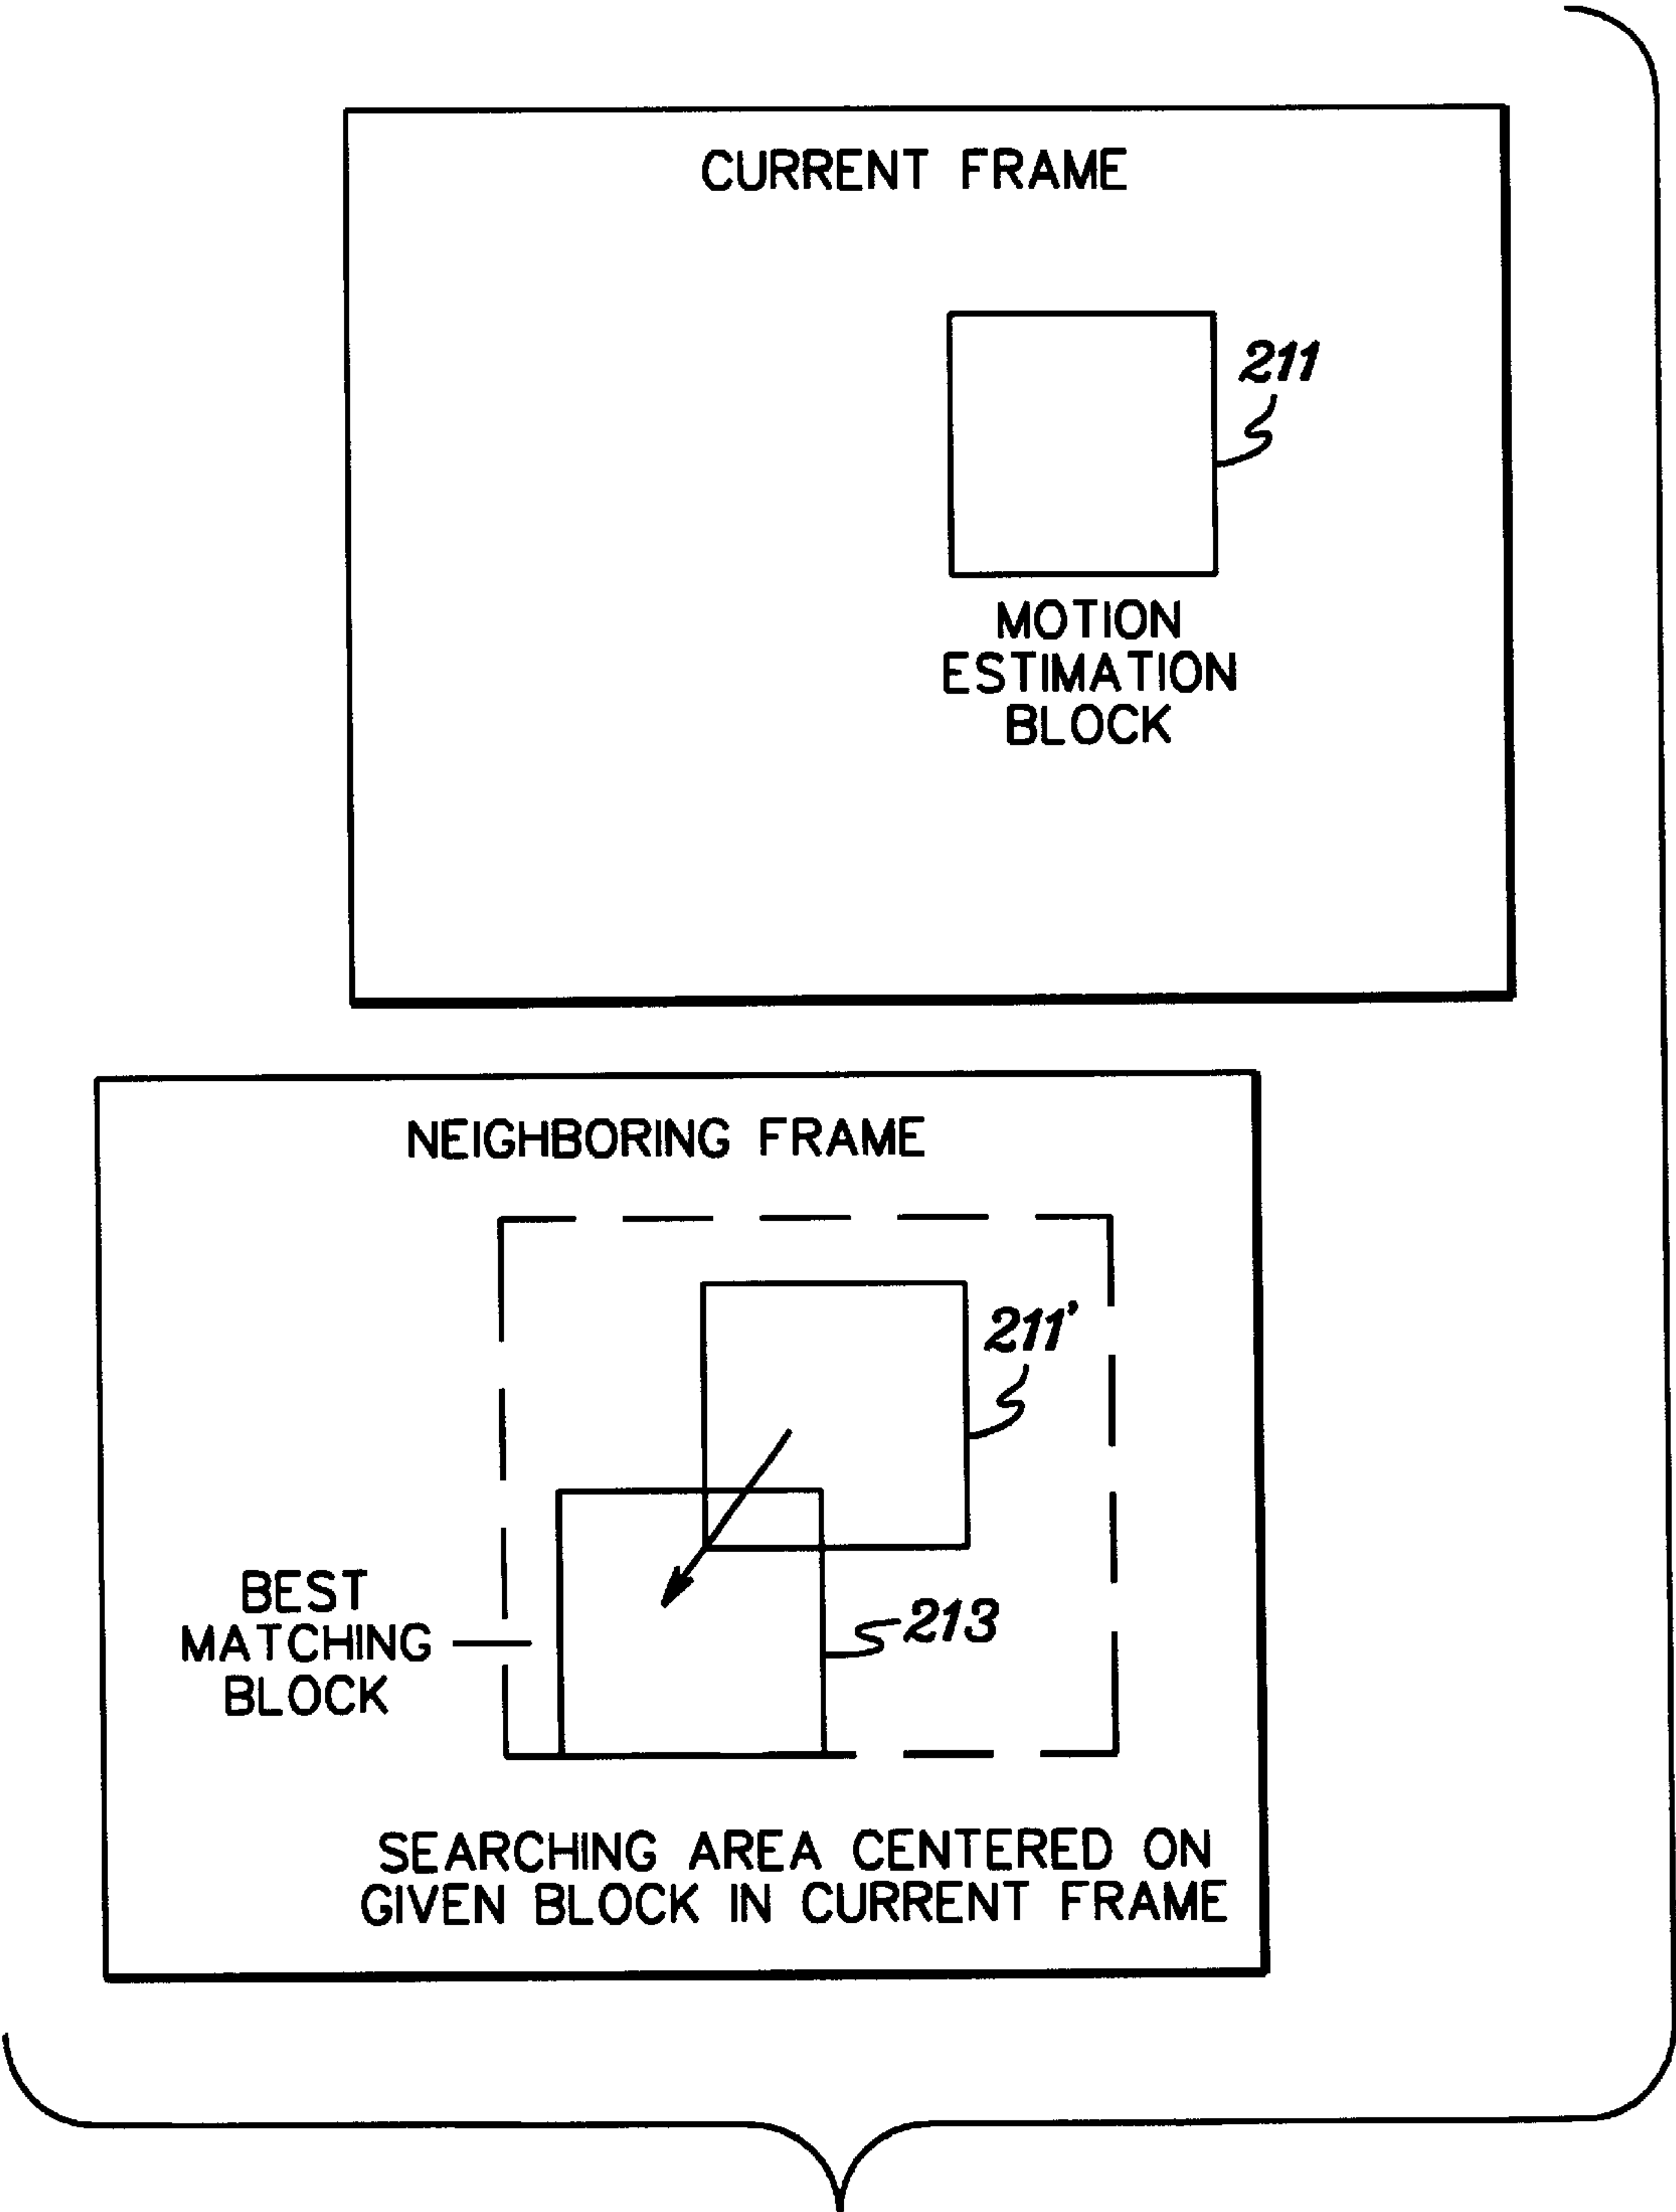 CURRENT FRAME
211
MOTION
ESTIMATION
BLOCK
NEIGHBORING FRAME
211'
BEST
MATCHING
BLOCK
213
SEARCHING AREA CENTERED ON
GIVEN BLOCK IN CURRENT FRAME